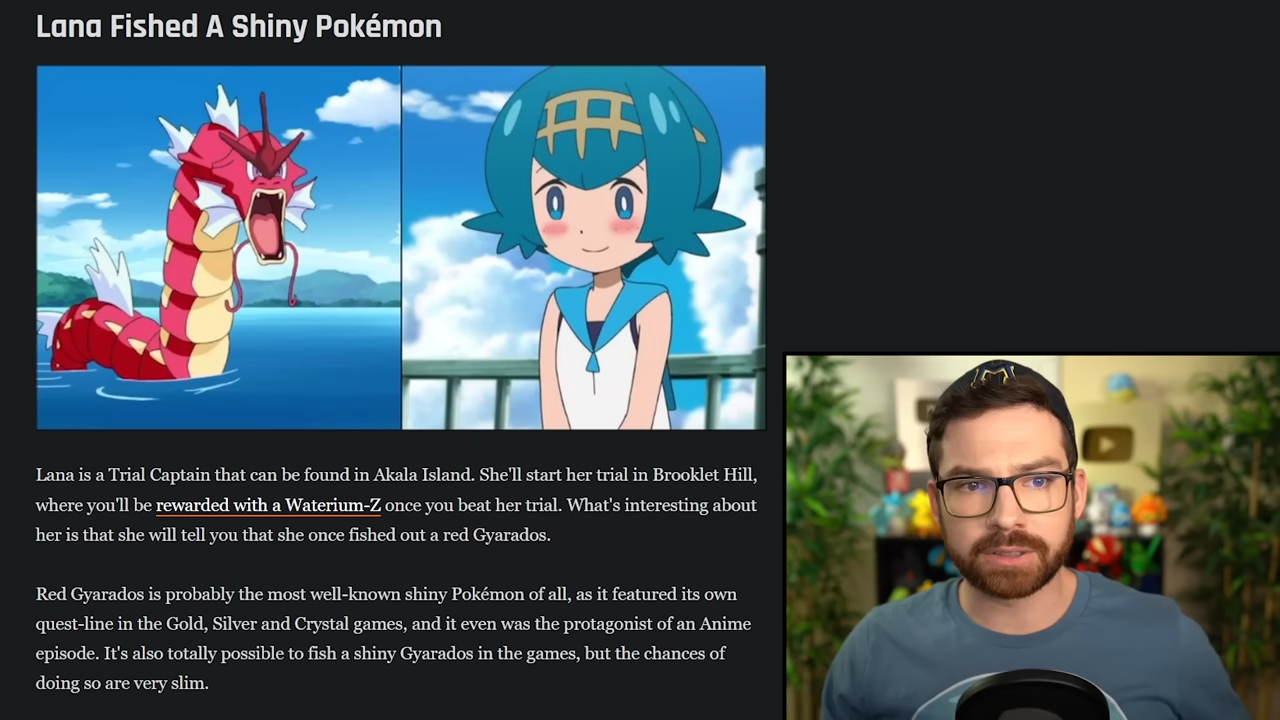 Lana Fished A Shiny Pokémon
Lana is a Trial Captain that can be found in Akala Island. She'll start her trial in Brooklet Hill,
where you'll be rewarded with a Waterium-Z once you beat her trial. What's interesting about
her is that she will tell you that she once fished out a red Gyarados.
Red Gyarados is probably the most well-known shiny Pokémon of all, as it featured its own
quest-line in the Gold, Silver and Crystal games, and it even was the protagonist of an Anime
episode. It's also totally possible to fish a shiny Gyarados in the games, but the chances of
doing so are very slim.
M